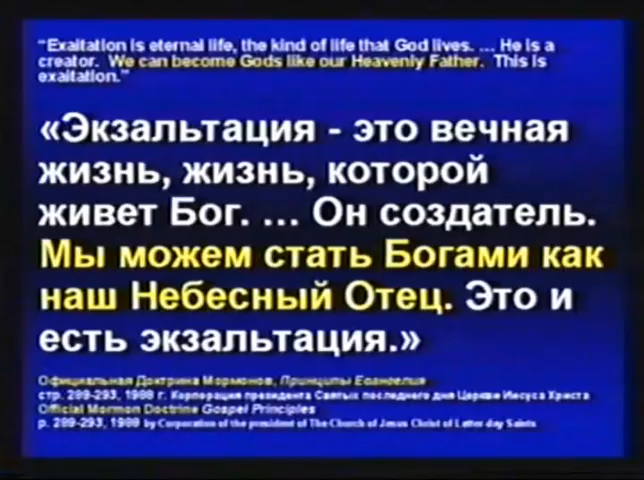 “Exaltation is eternal life, the kind of life that God lives. ... He is a
creator. We can become Gods like our Heavenly Father. This is
exaltation.”
«Экзальтация - это вечная
жизнь, жизнь, которой
живет Бог. ... Он создатель.
Мы можем стать Богами как
наш Небесный Отец. Это и
есть экзальтация.»
Официальная Доктрина Мормонов, Принципы Евангелия
стр. 289-293, 1988 г. Корпорация президента Святых последнего дня Церкви Иисуса Христа
Official Mormon Doctrine Gospel Principles
p. 289-293, 1988 by Corporation of the president of The Church of Jesus Christ of Latter-day Saints